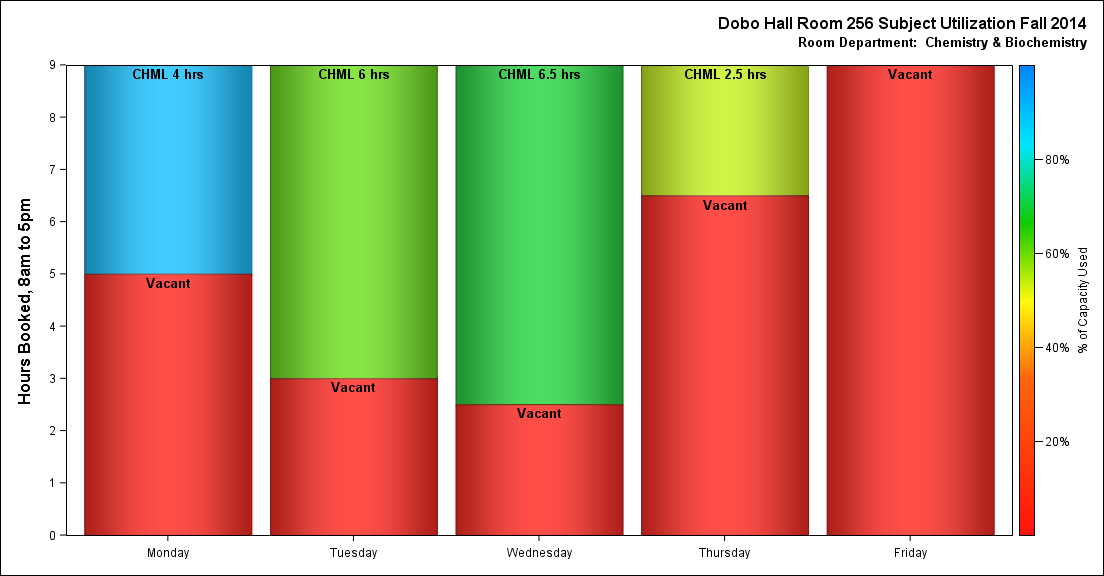 Dobo Hall Room 256 Subject Utilization Fall 2014
Room Department:  Chemistry & Biochemistry
Hours Booked, 8am to 5pm
9
8
7
6
5
4
3
2
1
0
CHML 4 hrs
Vacant
CHML 6 hrs
Vacant
CHML 6.5 hrs
Vacant
CHML 2.5 hrs
Vacant
Vacant
Monday
Tuesday
Wednesday
Thursday
Friday
80%
60%
40%
20%
% of Capacity Used